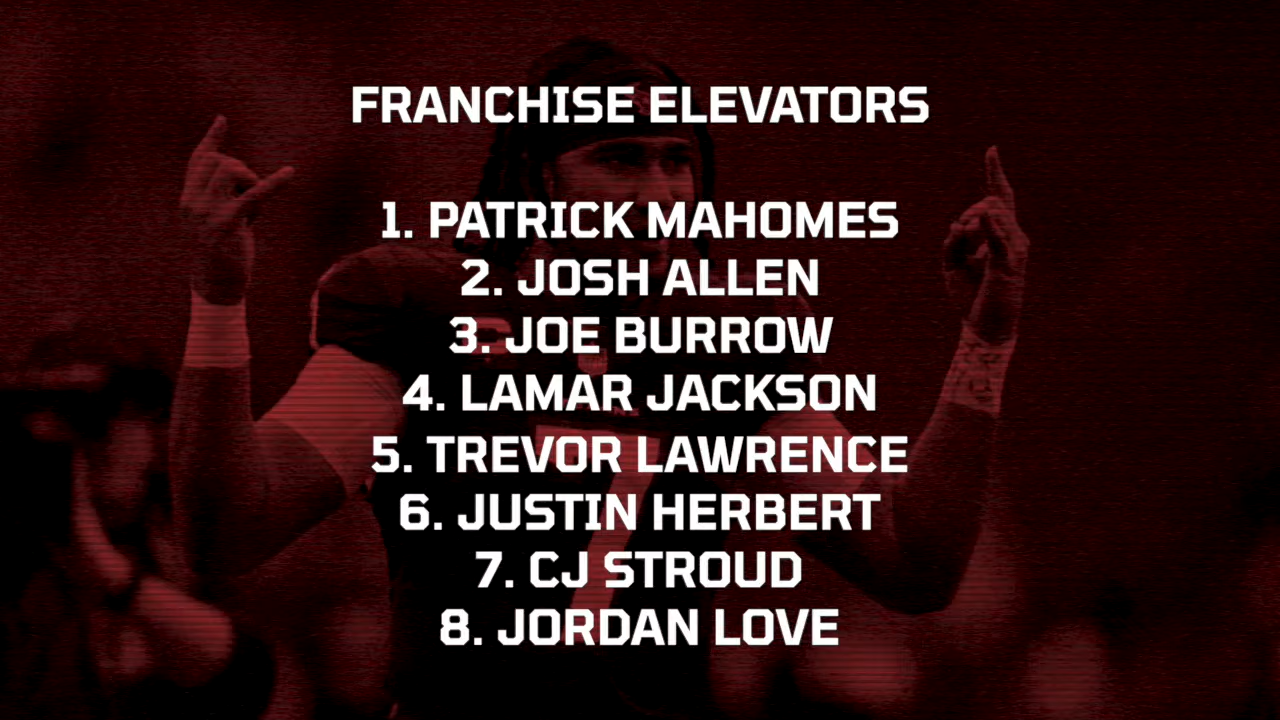 FRANCHISE ELEVATORS
1. PATRICK MAHOMES
2. JOSH ALLEN
3. JOE BURROW
4. LAMAR JACKSON
5. TREVOR LAWRENCE
6. JUSTIN HERBERT
7. CJ STROUD
8. JORDAN LOVE